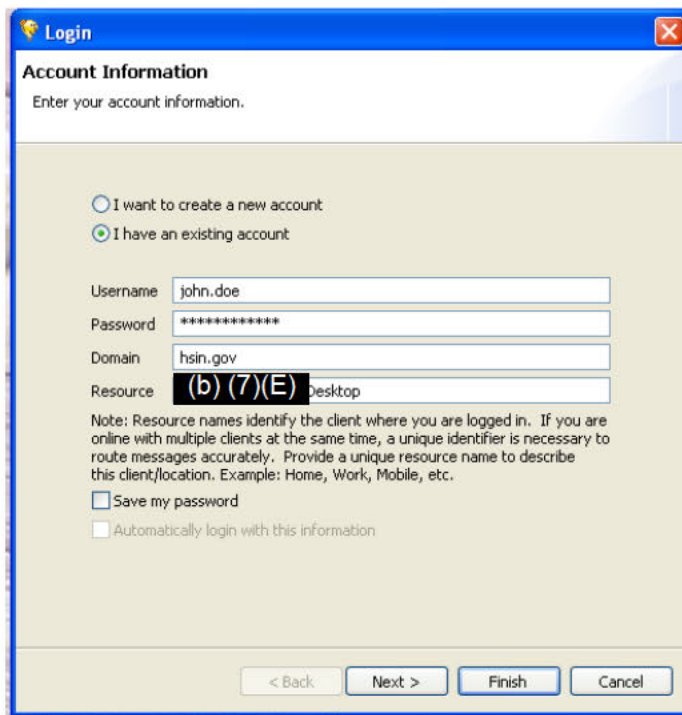 Login
Account Information
Enter your account information.
I want to create a new account
I have an existing account
Username john.doe
Password ************
Domain hsin.gov
Resource (b) (7)(E) Desktop
Note: Resource names identify the client where you are logged in. If you are
online with multiple clients at the same time, a unique identifier is necessary to
route messages accurately. Provide a unique resource name to describe
this client/location. Example: Home, Work, Mobile, etc.
Save my password
Automatically login with this information
< Back Next > Finish Cancel